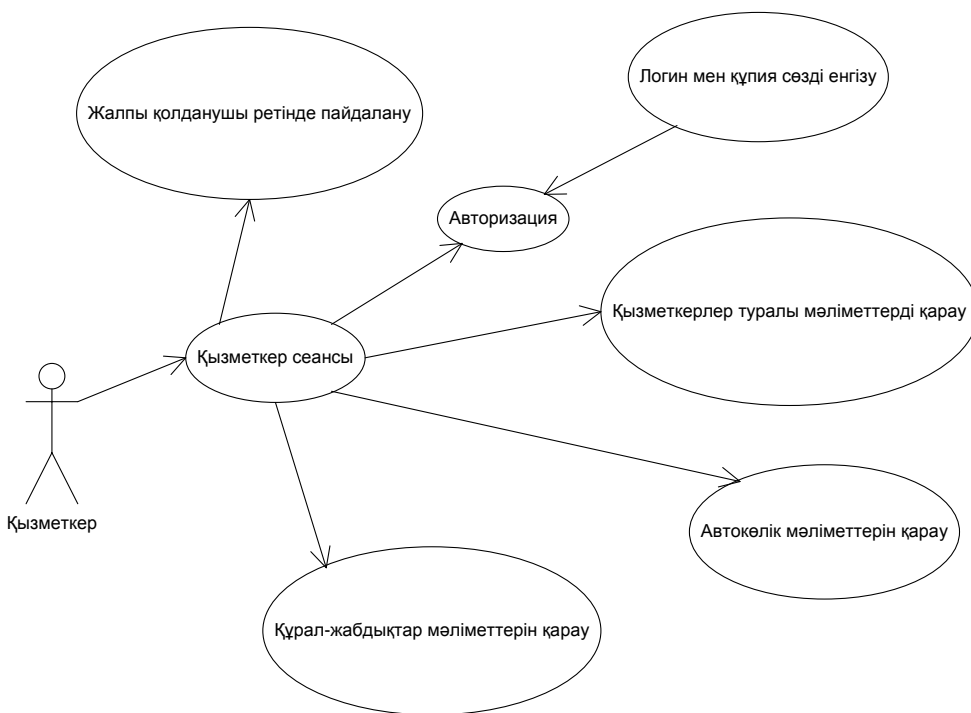 Логин мен құпия сөзді енгізу
Жалпы қолданушы ретінде пайдалану
Авторизация
Қызметкерлер туралы мәліметтерді қарау
Қызметкер сеансы
Қызметкер
Автокөлік мәліметтерін қарау
Құрал-жабдықтар мәліметтерін қарау